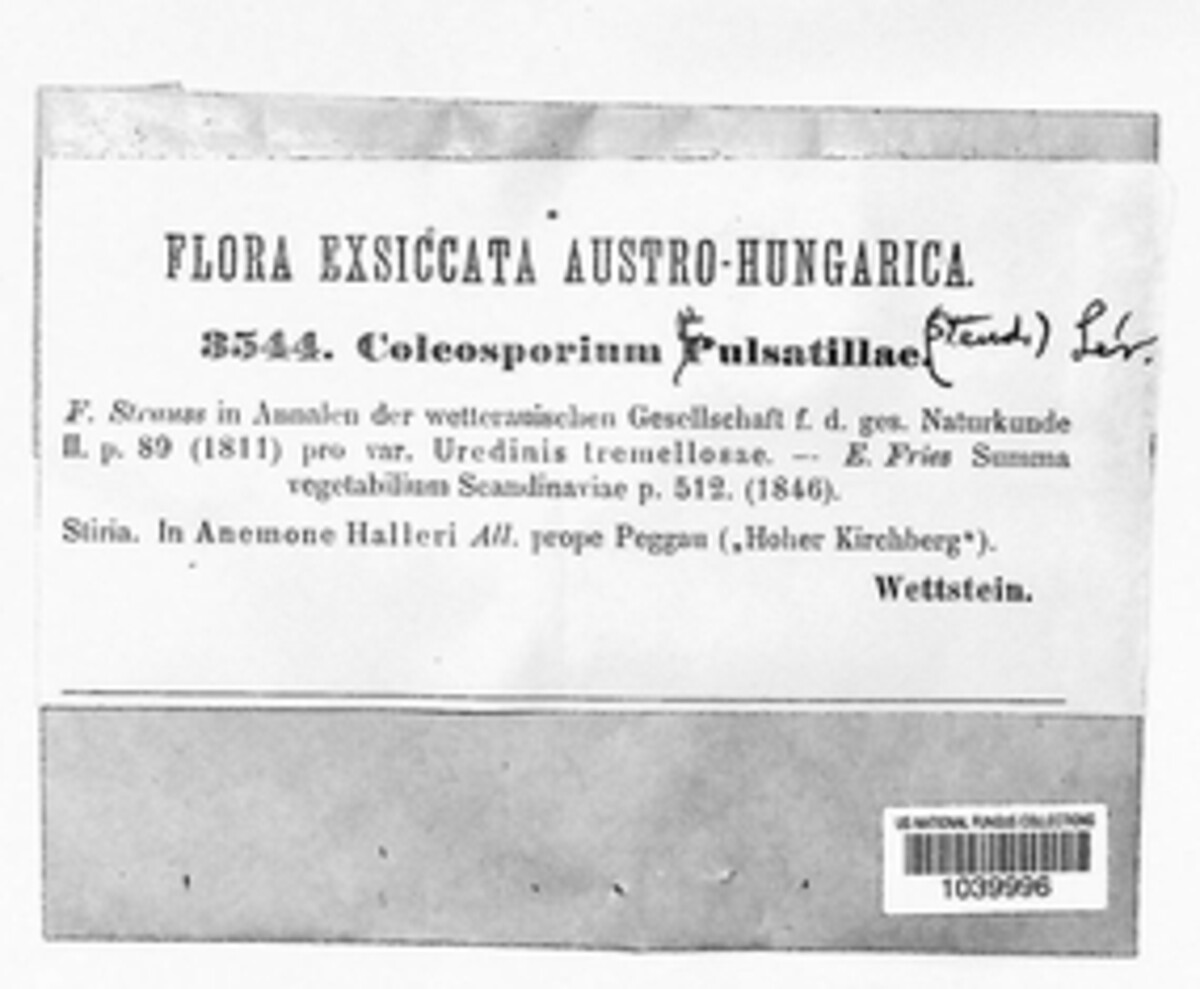 FLORA EXSICCATA AUSTRO-HUNGARICA.
3544. Coleosporium Pulsatillae. ) Lév.
F. Strauss in Annalen der wetterauischen Gesellschaft f. d. ges. Naturkunde
II. p. 89 (1811) pro var. Uredinis tremellosae. — E. Fries Summa
vegetabilium Scandinaviae p. 512. (1846).
Stiria. In Anemone Halleri All. prope Peggau („Hoher Kirchberg“).
Wettstein.
US NATIONAL FUNGUS COLLECTIONS
1039996